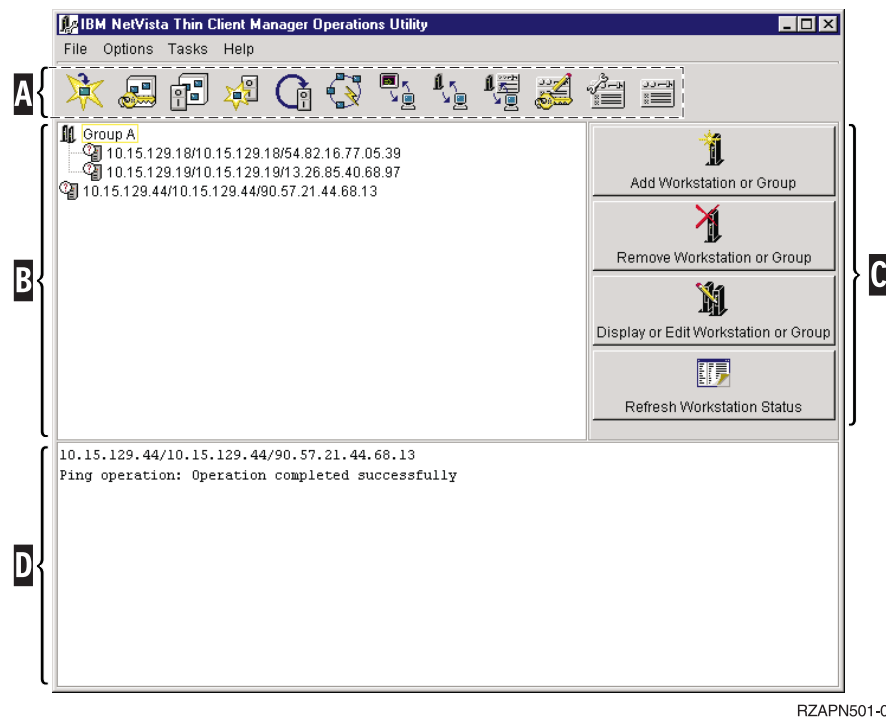 IBM NetVista Thin Client Manager Operations Utility
File Options Tasks Help
A
B
Group A
10.15.129.18/10.15.129.18/54.82.16.77.05.39
10.15.129.19/10.15.129.19/13.26.85.40.68.97
10.15.129.44/10.15.129.44/90.57.21.44.68.13
Add Workstation or Group
Remove Workstation or Group
Display or Edit Workstation or Group
Refresh Workstation Status
C
D
10.15.129.44/10.15.129.44/90.57.21.44.68.13
Ping operation: Operation completed successfully
RZAPN501-0